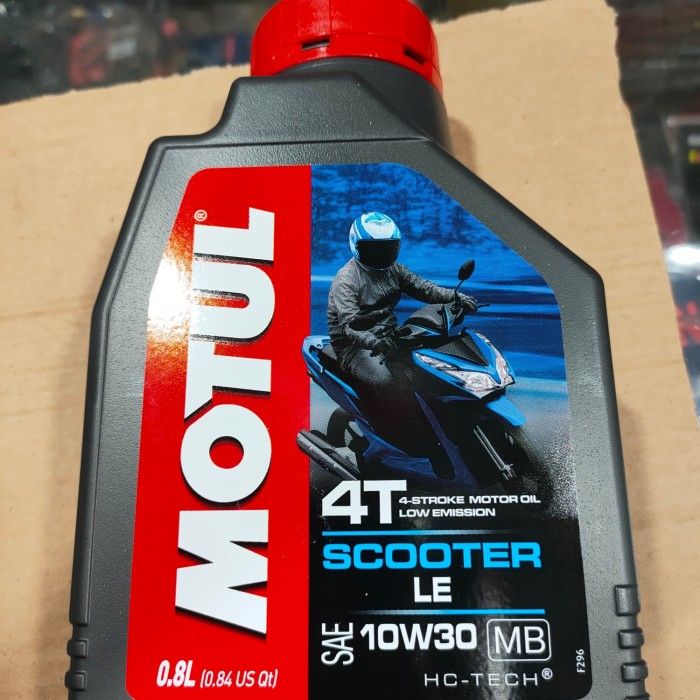 MOTUL®
4T 4-STROKE MOTOR OIL
LOW EMISSION
SCOOTER
LE
SAE 10W30 MB
HC-TECH®
0.8L (0.84 US Qt)
F296